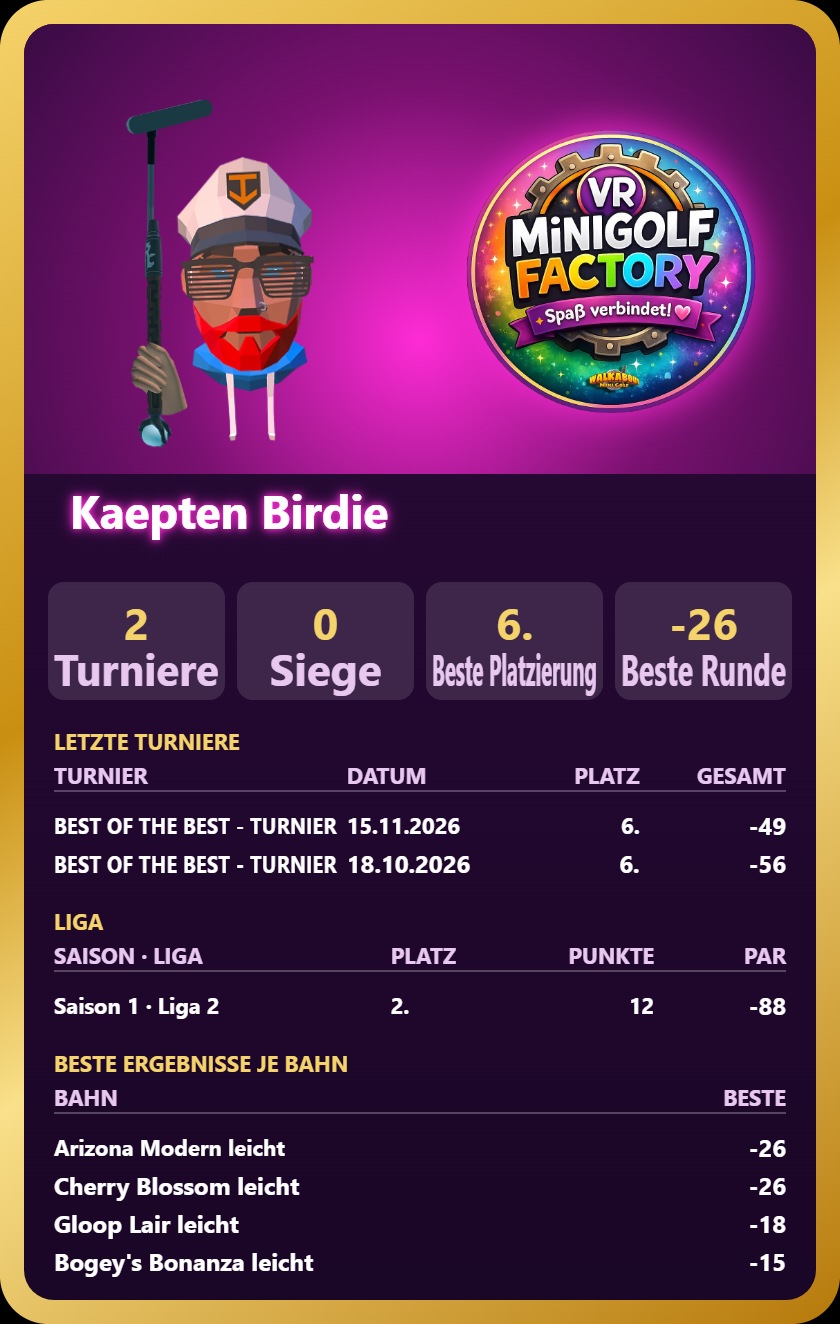 VR
MiNIGOLF
FACTORY
Spaß verbindet!
WALKABOUT
MINI GOLF
Kaepten Birdie
2 0 6. -26
Turniere Siege Beste Platzierung Beste Runde
LETZTE TURNIERE
TURNIER DATUM PLATZ GESAMT
BEST OF THE BEST - TURNIER 15.11.2026 6. -49
BEST OF THE BEST - TURNIER 18.10.2026 6. -56
LIGA
SAISON · LIGA PLATZ PUNKTE PAR
Saison 1 · Liga 2 2. 12 -88
BESTE ERGEBNISSE JE BAHN
BAHN BESTE
Arizona Modern leicht -26
Cherry Blossom leicht -26
Gloop Lair leicht -18
Bogey's Bonanza leicht -15